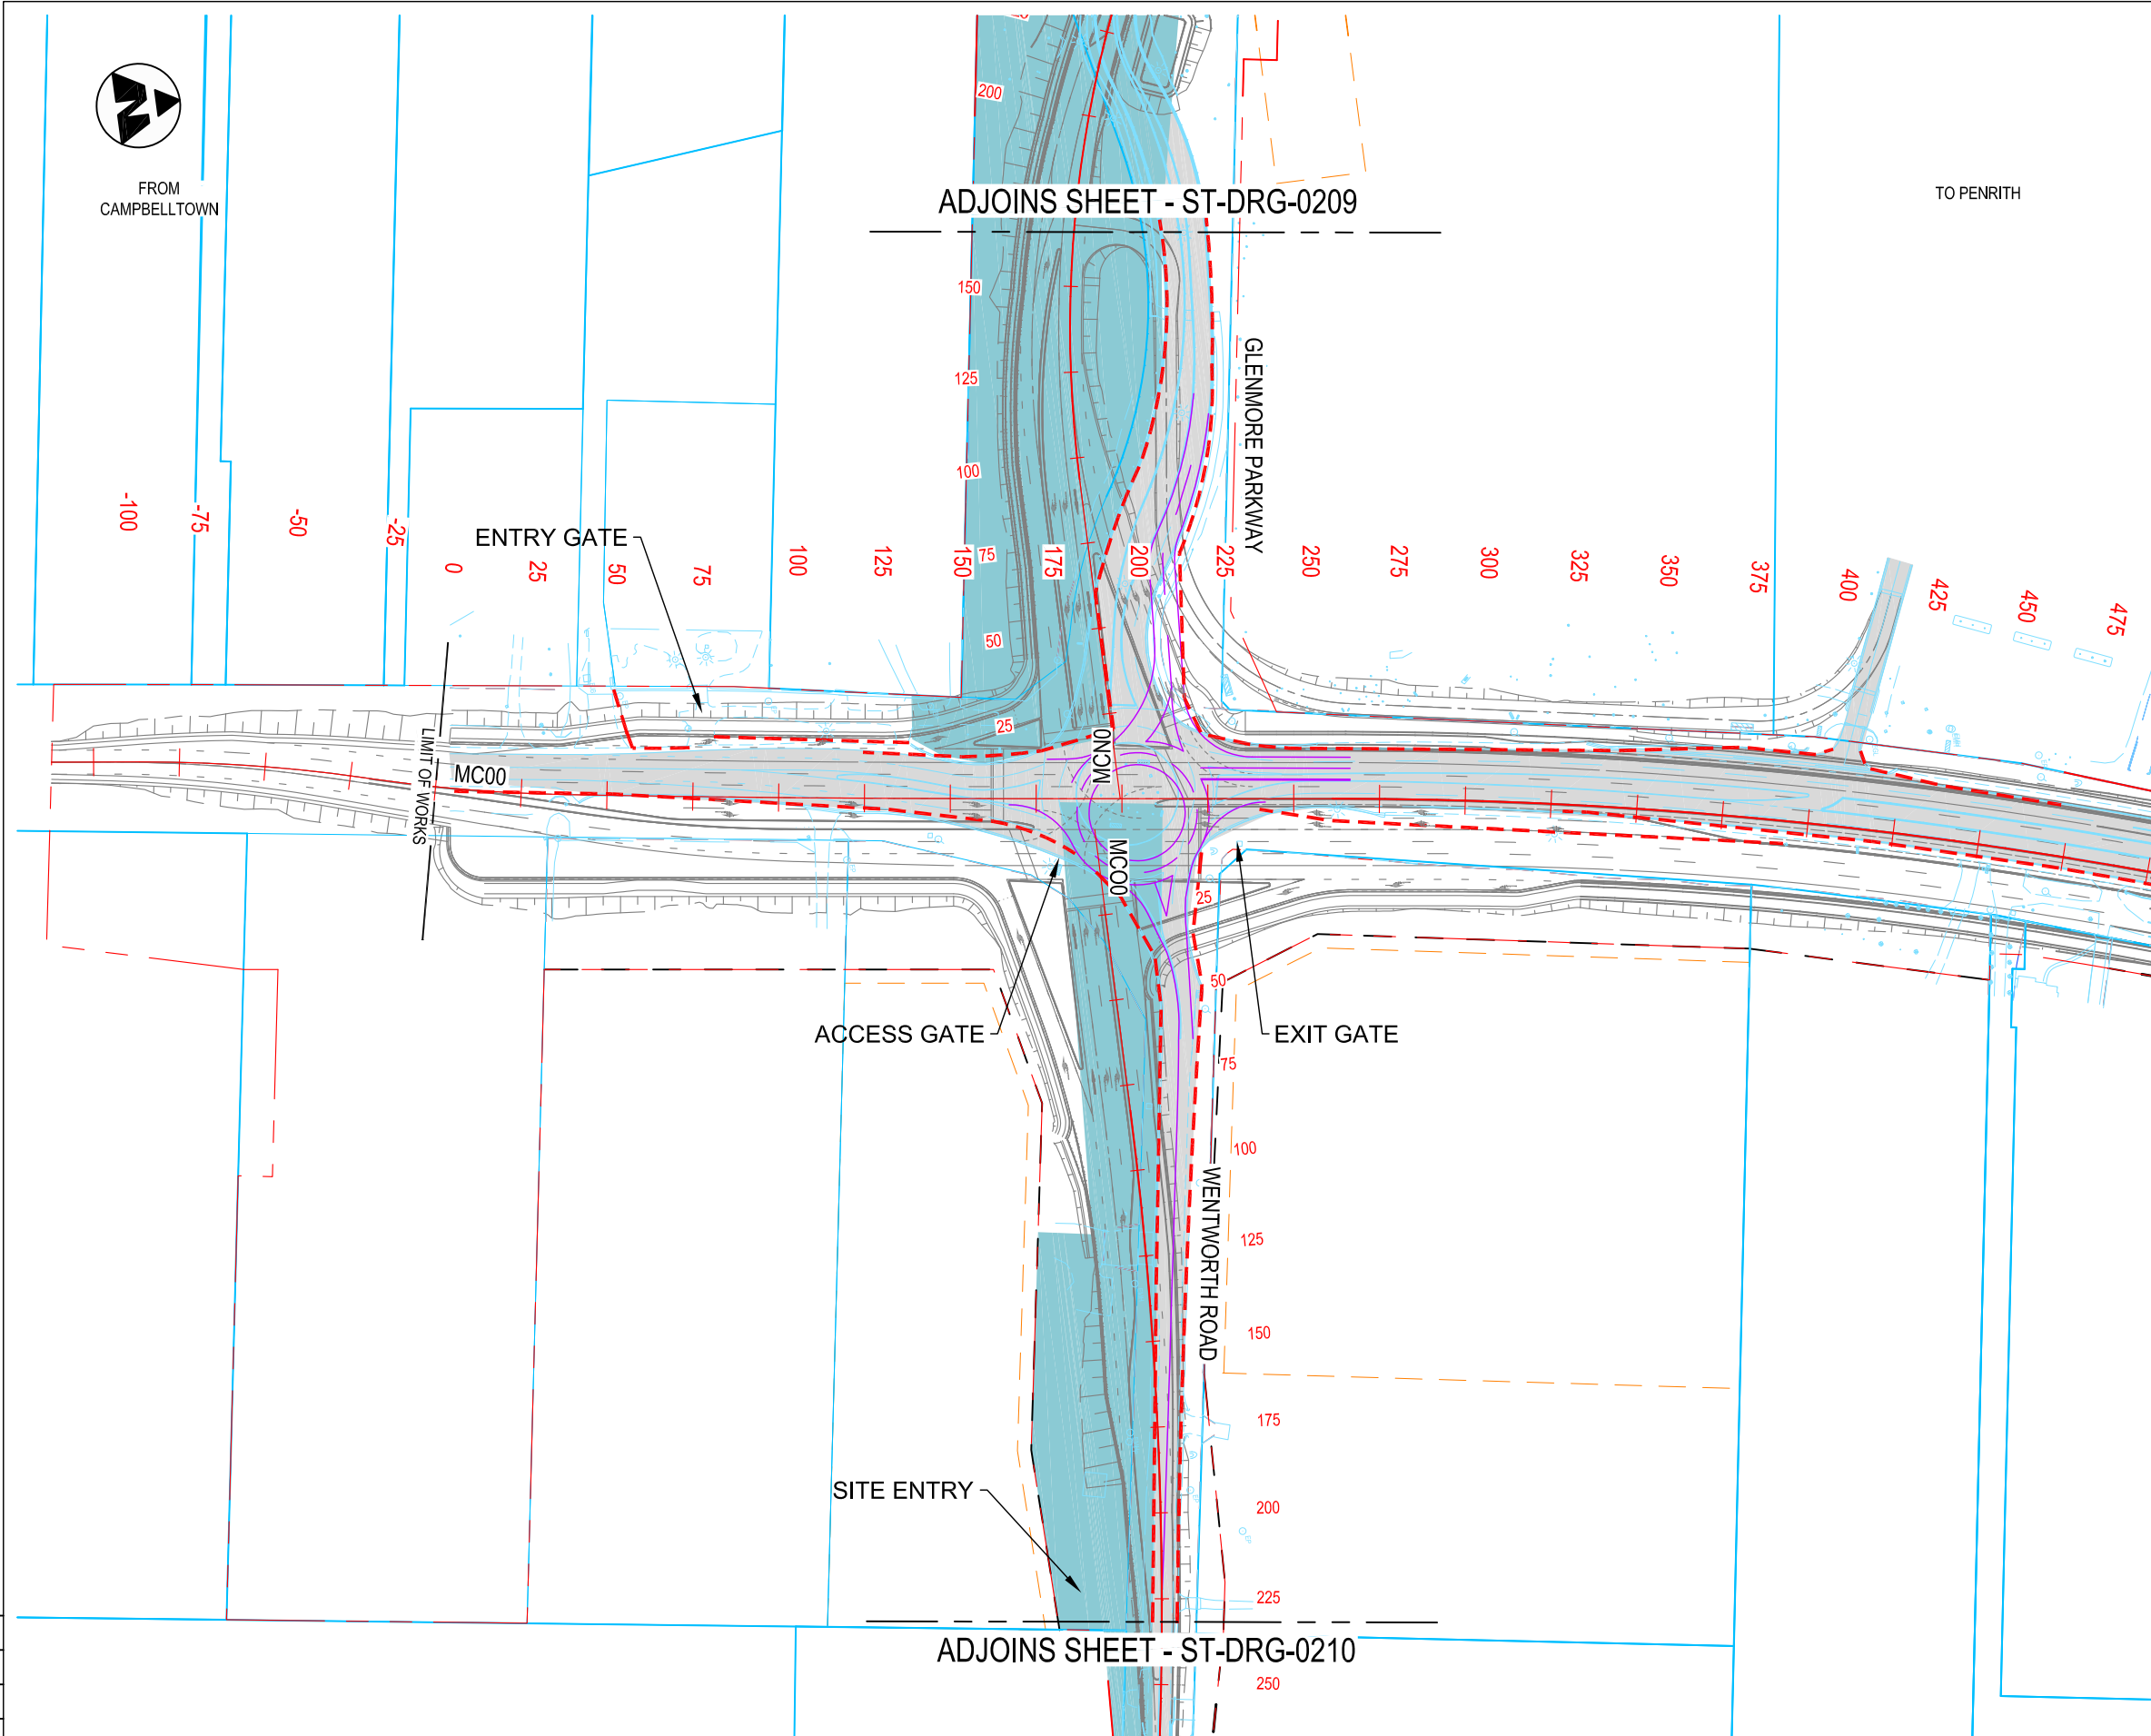 N
FROM
CAMPBELLTOWN
TO PENRITH
200
ADJOINS SHEET - ST-DRG-0209
150
125
100
75
50
25
GLENMORE PARKWAY
ENTRY GATE
-100
-75
-50
-25
0
25
50
75
100
125
150
175
200
225
250
275
300
325
350
375
400
425
450
475
LIMIT OF WORKS
MC00
MCN0
MC00
ACCESS GATE
EXIT GATE
25
50
75
100
125
WENTWORTH ROAD
150
175
SITE ENTRY
200
225
ADJOINS SHEET - ST-DRG-0210
250